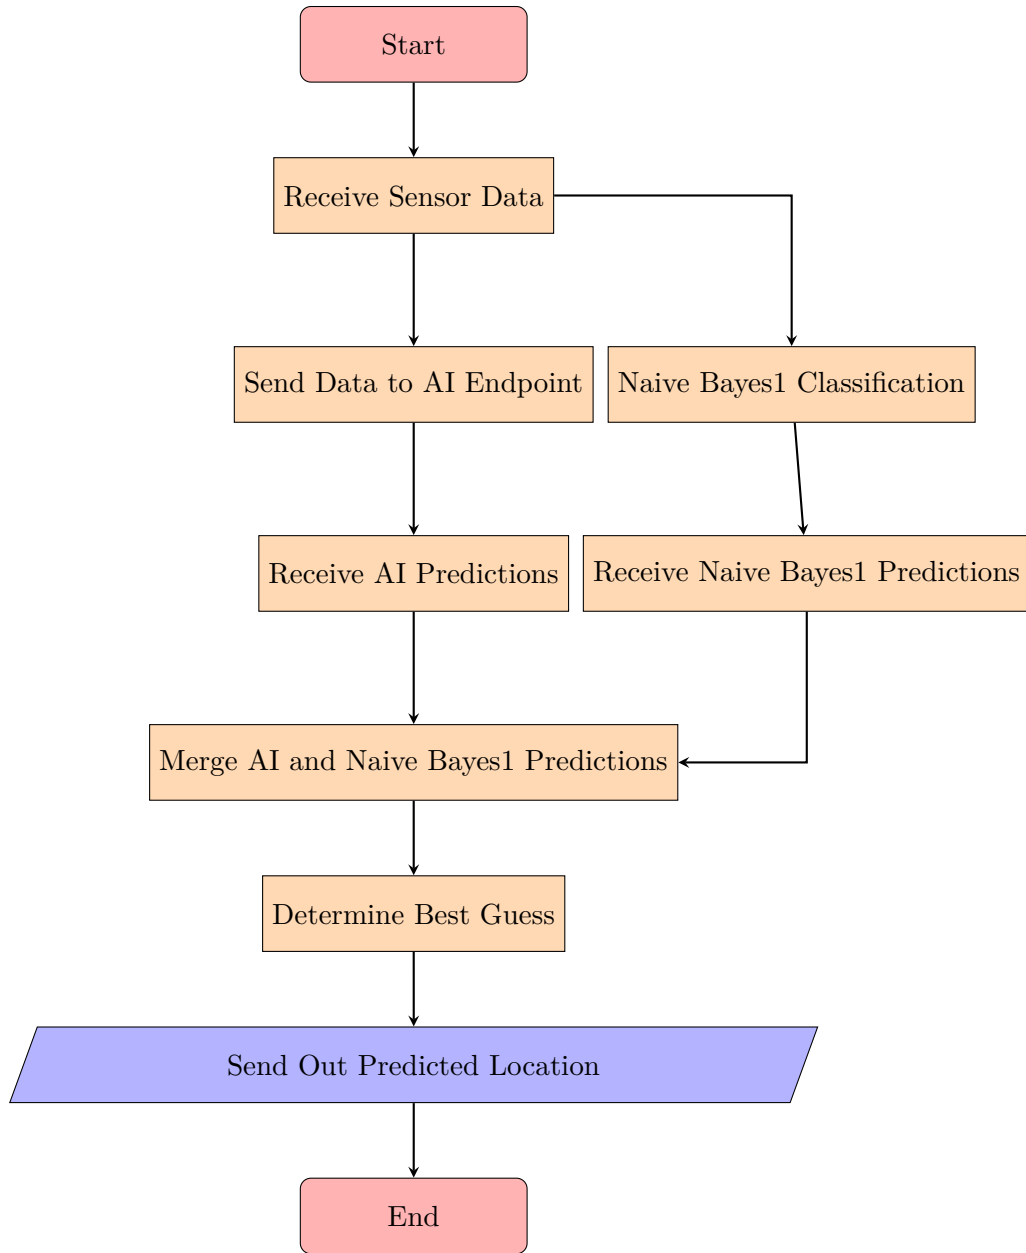 Start
Receive Sensor Data
Send Data to AI Endpoint
Naive Bayes1 Classification
Receive AI Predictions
Receive Naive Bayes1 Predictions
Merge AI and Naive Bayes1 Predictions
Determine Best Guess
Send Out Predicted Location
End